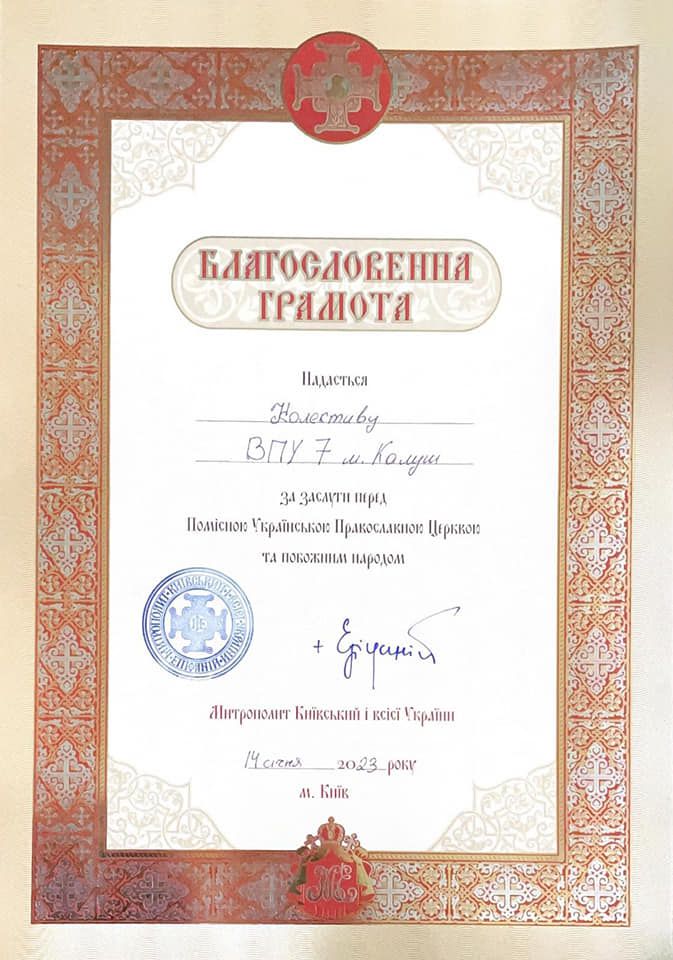 БЛАГОСЛОВЕННА
ГРАМОТА
Надається
Колективу
ВПУ 7 м. Калуш
за заслуги перед
Помісною Українською Православною Церквою
та побожним народом
+ Епіфаній
Митрополит Київський і всієї України
14 січня 2023 року
м. Київ